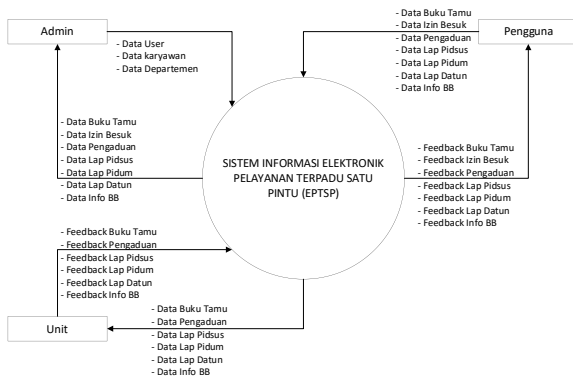 Admin
- Data User
- Data karyawan
- Data Departemen
- Data Buku Tamu
- Data Izin Besuk
- Data Pengaduan
- Data Lap Pidsus
- Data Lap Pidum
- Data Lap Datun
- Data Info BB
Pengguna
- Data Buku Tamu
- Data Izin Besuk
- Data Pengaduan
- Data Lap Pidsus
- Data Lap Pidum
- Data Lap Datun
- Data Info BB
SISTEM INFORMASI ELEKTRONIK
PELAYANAN TERPADU SATU
PINTU (EPTSP)
- Feedback Buku Tamu
- Feedback Izin Besuk
- Feedback Pengaduan
- Feedback Lap Pidsus
- Feedback Lap Pidum
- Feedback Lap Datun
- Feedback Info BB
- Feedback Buku Tamu
- Feedback Pengaduan
- Feedback Lap Pidsus
- Feedback Lap Pidum
- Feedback Lap Datun
- Feedback Info BB
Unit
- Data Buku Tamu
- Data Pengaduan
- Data Lap Pidsus
- Data Lap Pidum
- Data Lap Datun
- Data Info BB